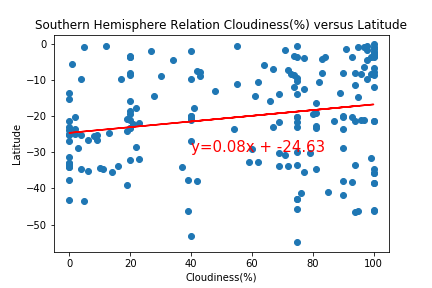 Southern Hemisphere Relation Cloudiness(%) versus Latitude
0
−10
−20
−30
−40
−50
Latitude
y=0.08x + -24.63
0 20 40 60 80 100
Cloudiness(%)